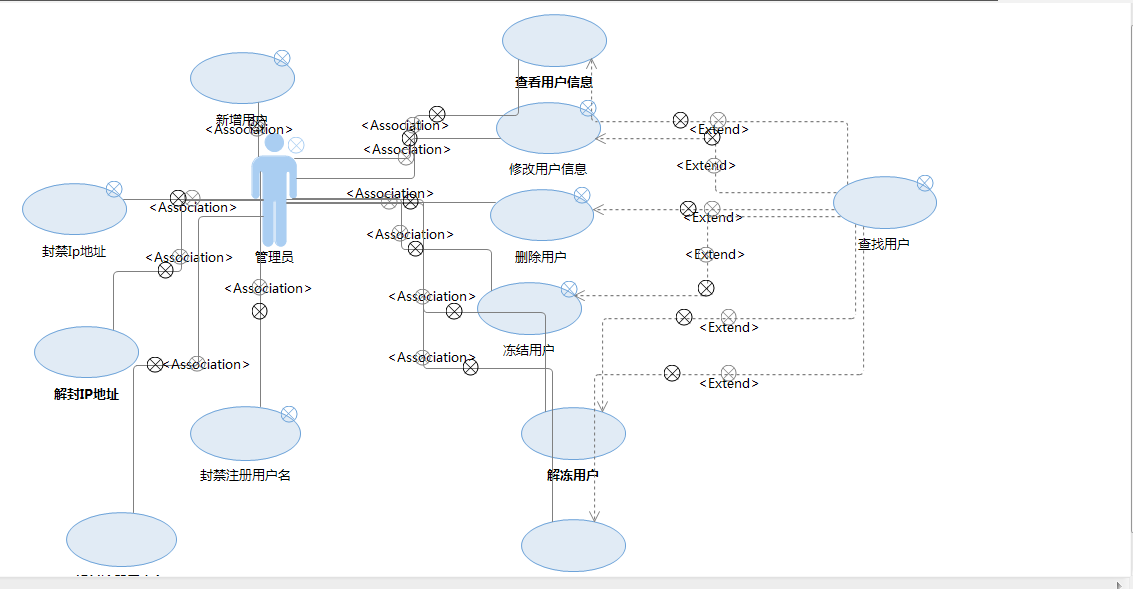 查看用户信息
新增用户
<Association>
<Association>
<Extend>
<Association>
修改用户信息
<Extend>
<Association>
<Association>
<Extend>
<Association>
查找用户
封禁Ip地址
<Association>
管理员
删除用户
<Extend>
<Association>
<Association>
<Extend>
冻结用户
<Association>
<Association>
<Extend>
解封IP地址
封禁注册用户名
解冻用户